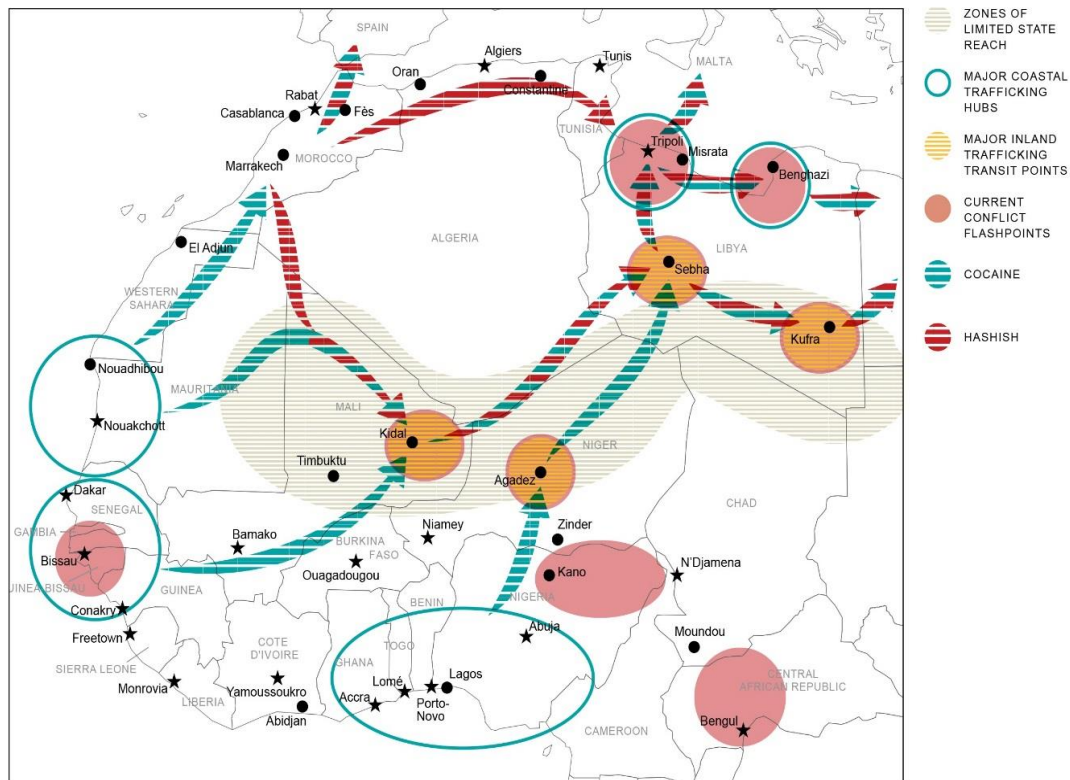 SPAIN
Algiers
Tunis
MALTA
Oran
Constantine
Rabat
Casablanca
Fès
TUNISIA
Tripoli
Misrata
MOROCCO
Marrakech
Benghazi
ALGERIA
LIBYA
El Adjun
Sebha
WESTERN
SAHARA
Kufra
Nouadhibou
MAURITANIA
MALI
Nouakchott
Kidal
NIGER
Timbuktu
Agadez
Dakar
SENEGAL
CHAD
GAMBIA
Bamako
Niamey
Zinder
BURKINA
FASO
Bissau
Ouagadougou
Kano
N'Djamena
UINEA-BISSAU
GUINEA
BENIN
NIGERIA
Conakry
Freetown
Abuja
Moundou
COTE
D'IVOIRE
TOGO
GHANA
SIERRA LEONE
Lomé
Lagos
CENTRAL
AFRICAN REPUBLIC
Monrovia
Yamoussoukro
Accra
Porto-
Novo
LIBERIA
Abidjan
Bengul
CAMEROON
ZONES OF
LIMITED STATE
REACH
MAJOR COASTAL
TRAFFICKING
HUBS
MAJOR INLAND
TRAFFICKING
TRANSIT POINTS
CURRENT
CONFLICT
FLASHPOINTS
COCAINE
HASHISH